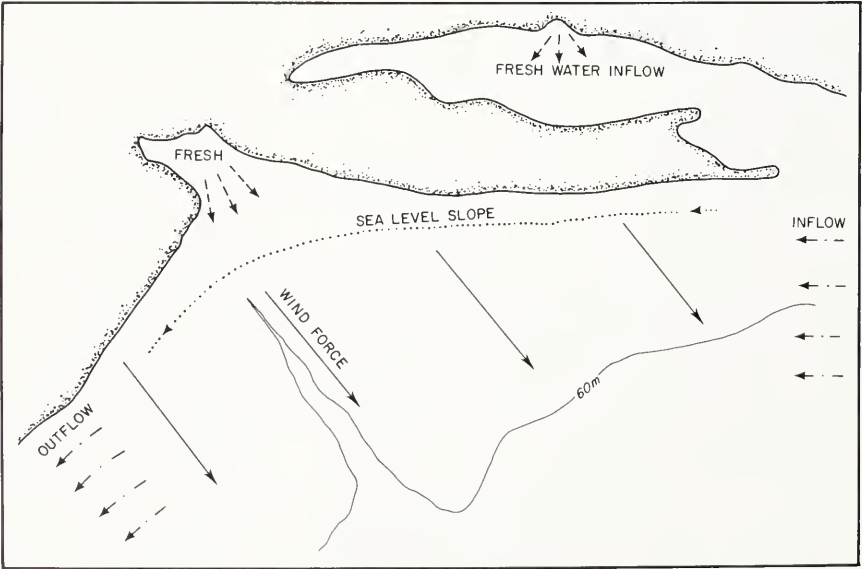 FRESH WATER INFLOW
FRESH
SEA LEVEL SLOPE
INFLOW
WIND FORCE
60m
OUTFLOW